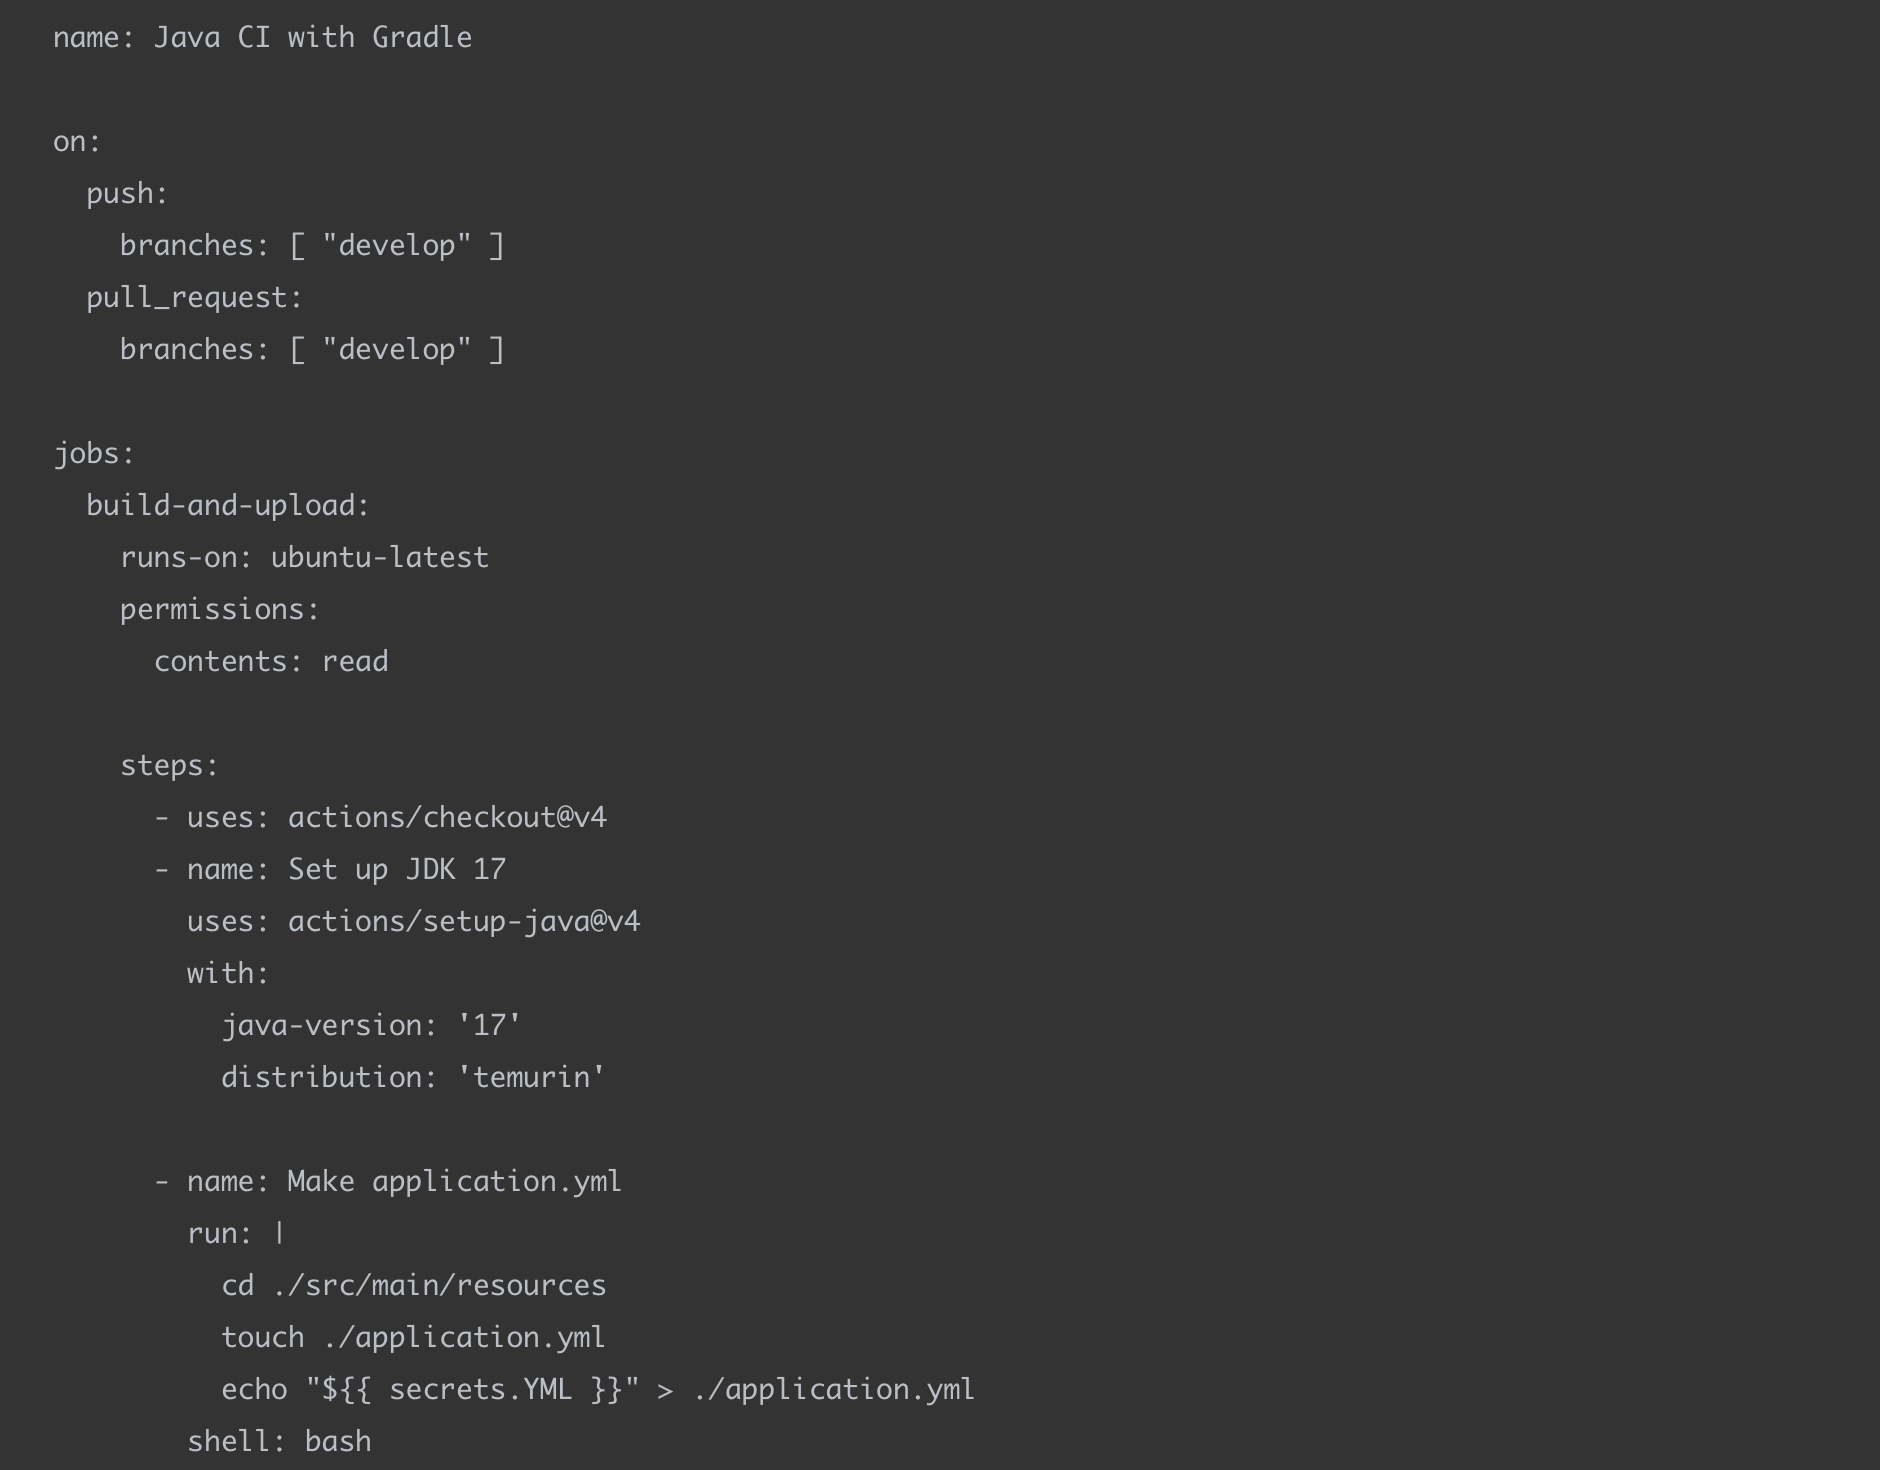 name: Java CI with Gradle

on:
  push:
    branches: [ "develop" ]
  pull_request:
    branches: [ "develop" ]

jobs:
  build-and-upload:
    runs-on: ubuntu-latest
    permissions:
      contents: read

    steps:
      - uses: actions/checkout@v4
      - name: Set up JDK 17
        uses: actions/setup-java@v4
        with:
          java-version: '17'
          distribution: 'temurin'

      - name: Make application.yml
        run: |
          cd ./src/main/resources
          touch ./application.yml
          echo "${{ secrets.YML }}" > ./application.yml
        shell: bash